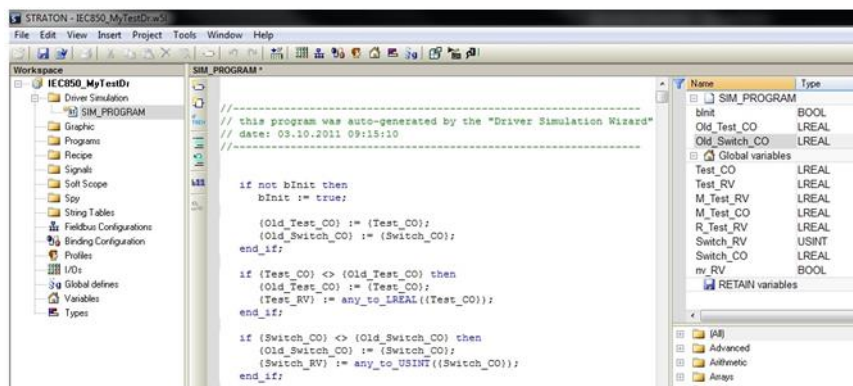 STRATON - IEC850_MyTestDr.w5l
File Edit View Insert Project Tools Window Help
Workspace
IEC850_MyTestDr
Driver Simulation
SIM_PROGRAM
Graphic
Programs
Recipe
Signals
Soft Scope
Spy
String Tables
Fieldbus Configurations
Binding Configuration
Profiles
I/Os
Global defines
Variables
Types
SIM_PROGRAM *
//--------------------------------------------------------------
// this program was auto-generated by the "Driver Simulation Wizard"
// date: 03.10.2011 09:15:10
//--------------------------------------------------------------
if not bInit then
bInit := true;
{Old_Test_CO} := {Test_CO};
{Old_Switch_CO} := {Switch_CO};
end_if;
if {Test_CO} <> {Old_Test_CO} then
{Old_Test_CO} := {Test_CO};
{Test_RV} := any_to_LREAL({Test_CO});
end_if;
if {Switch_CO} <> {Old_Switch_CO} then
{Old_Switch_CO} := {Switch_CO};
{Switch_RV} := any_to_USINT({Switch_CO});
end_if;
Name Type
SIM_PROGRAM
bInit BOOL
Old_Test_CO LREAL
Old_Switch_CO LREAL
Global variables
Test_CO LREAL
Test_RV LREAL
M_Test_RV LREAL
M_Test_CO LREAL
R_Test_RV LREAL
Switch_RV USINT
Switch_CO LREAL
nv_RV BOOL
RETAIN variables
(All)
Advanced
Arithmetic
Arrays